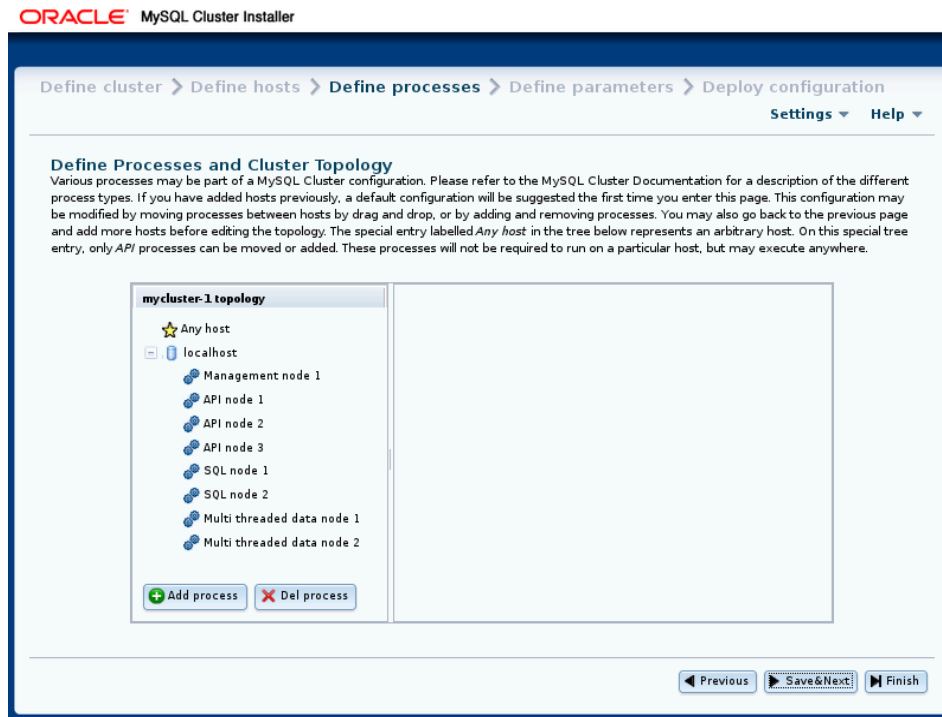 ORACLE® MySQL Cluster Installer
Define cluster > Define hosts > Define processes > Define parameters > Deploy configuration
Settings Help
Define Processes and Cluster Topology
Various processes may be part of a MySQL Cluster configuration. Please refer to the MySQL Cluster Documentation for a description of the different
process types. If you have added hosts previously, a default configuration will be suggested the first time you enter this page. This configuration may
be modified by moving processes between hosts by drag and drop, or by adding and removing processes. You may also go back to the previous page
and add more hosts before editing the topology. The special entry labelled Any host in the tree below represents an arbitrary host. On this special tree
entry, only API processes can be moved or added. These processes will not be required to run on a particular host, but may execute anywhere.
mycluster-1 topology
Any host
localhost
Management node 1
API node 1
API node 2
API node 3
SQL node 1
SQL node 2
Multi threaded data node 1
Multi threaded data node 2
Add process Del process
Previous Save&Next Finish